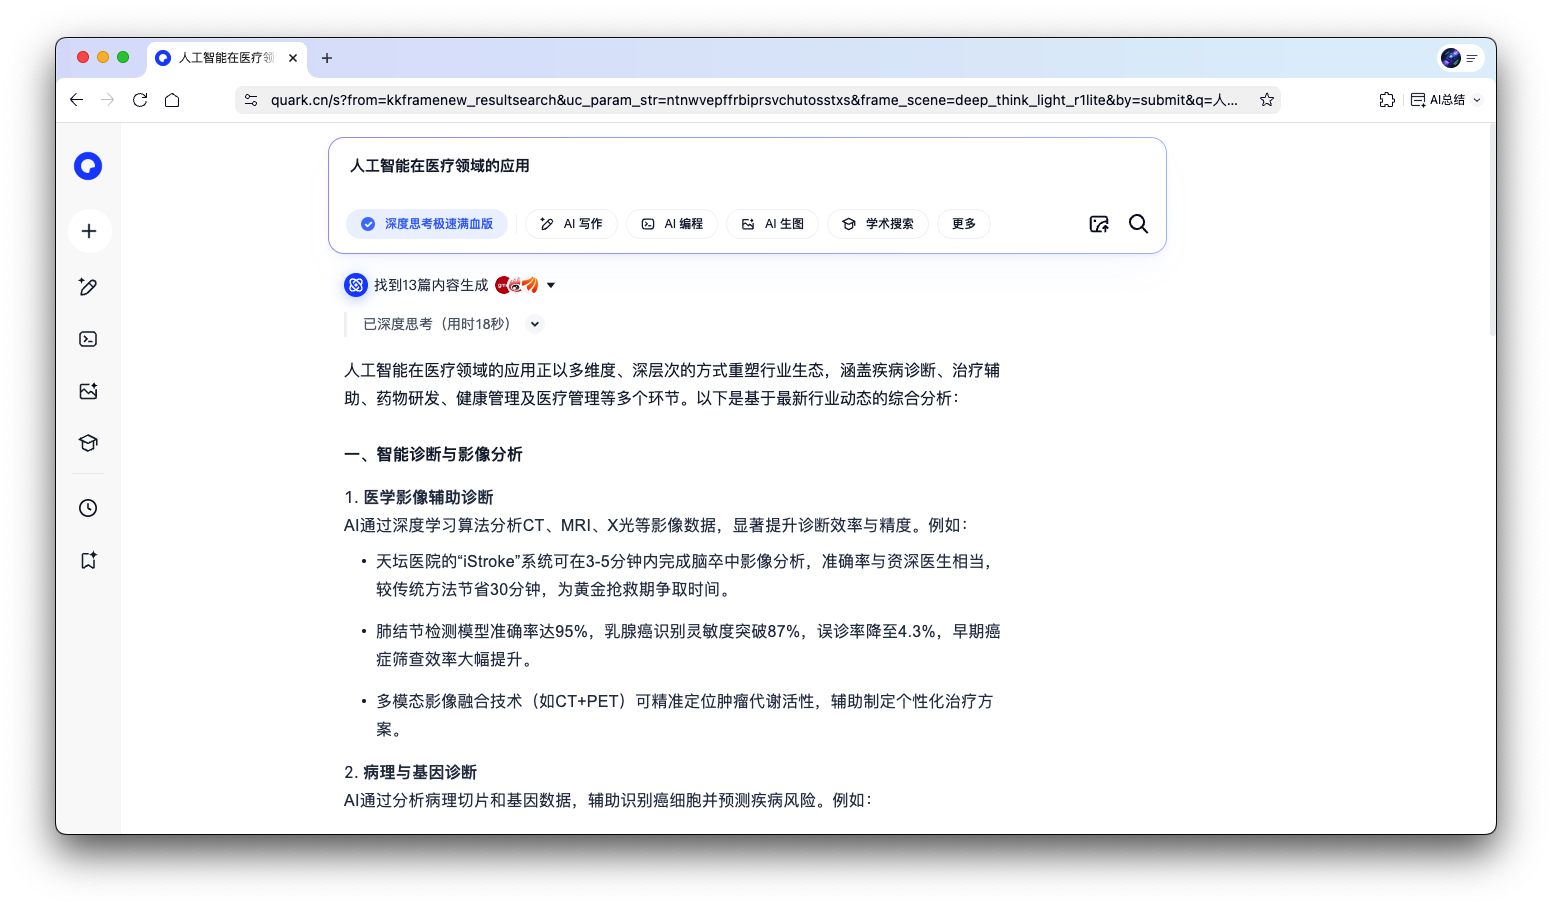 人工智能在医疗领
quark.cn/s?from=kkframenew_resultsearch&uc_param_str=ntnwvepffrbiprsvchutosstxs&frame_scene=deep_think_light_r1lite&by=submit&q=人...
AI总结
人工智能在医疗领域的应用
深度思考极速满血版
AI 写作
AI 编程
AI 生图
学术搜索
更多
找到13篇内容生成
已深度思考（用时18秒）
人工智能在医疗领域的应用正以多维度、深层次的方式重塑行业生态，涵盖疾病诊断、治疗辅
助、药物研发、健康管理及医疗管理等多个环节。以下是基于最新行业动态的综合分析：
一、智能诊断与影像分析
1. 医学影像辅助诊断
AI通过深度学习算法分析CT、MRI、X光等影像数据，显著提升诊断效率与精度。例如：
• 天坛医院的“iStroke”系统可在3-5分钟内完成脑卒中影像分析，准确率与资深医生相当，
较传统方法节省30分钟，为黄金抢救期争取时间。
• 肺结节检测模型准确率达95%，乳腺癌识别灵敏度突破87%，误诊率降至4.3%，早期癌
症筛查效率大幅提升。
• 多模态影像融合技术（如CT+PET）可精准定位肿瘤代谢活性，辅助制定个性化治疗方
案。
2. 病理与基因诊断
AI通过分析病理切片和基因数据，辅助识别癌细胞并预测疾病风险。例如：